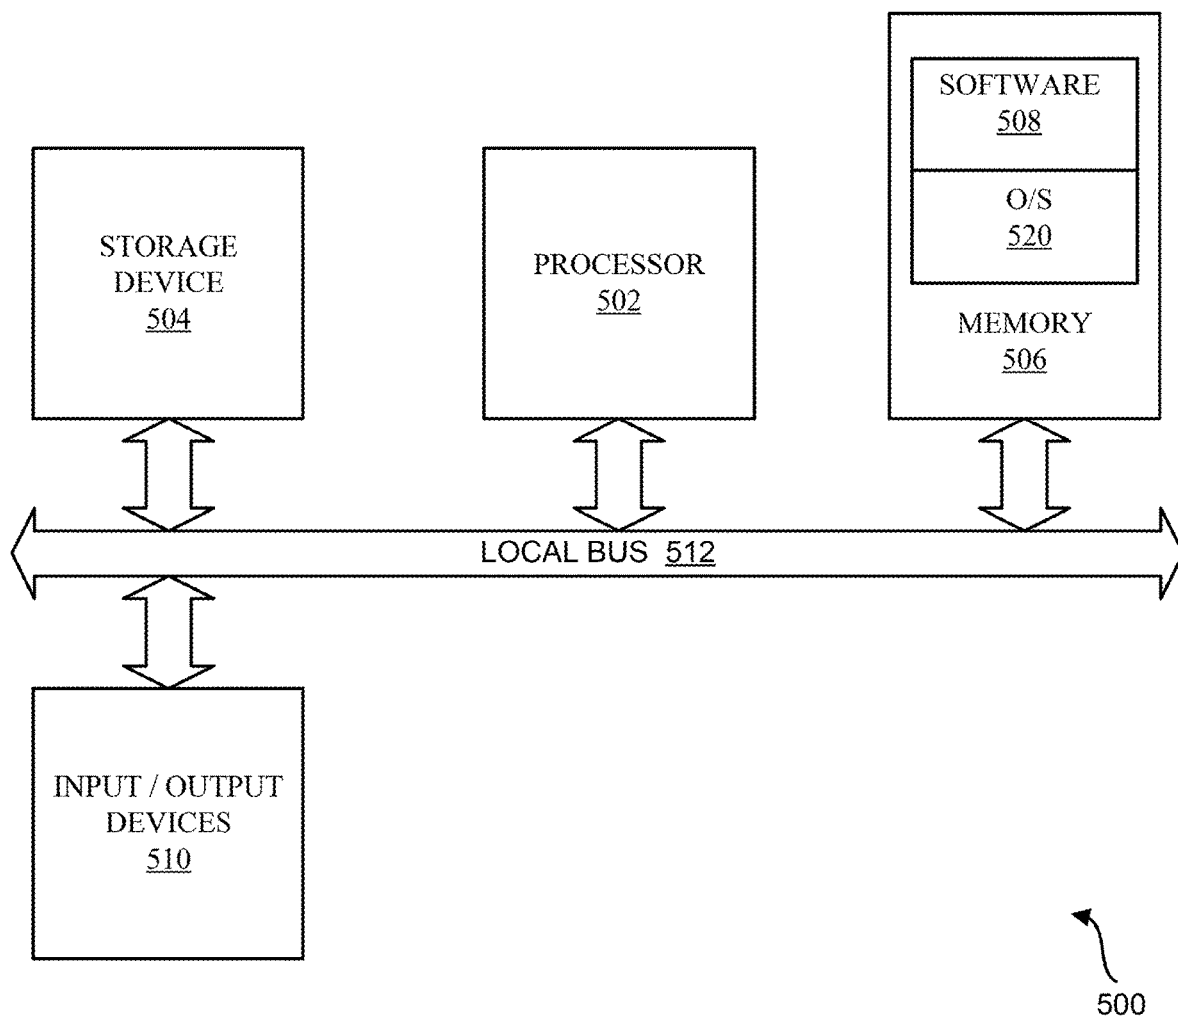 SOFTWARE
508
O/S
520
MEMORY
506
STORAGE
DEVICE
504
PROCESSOR
502
LOCAL BUS 512
INPUT / OUTPUT
DEVICES
510
500